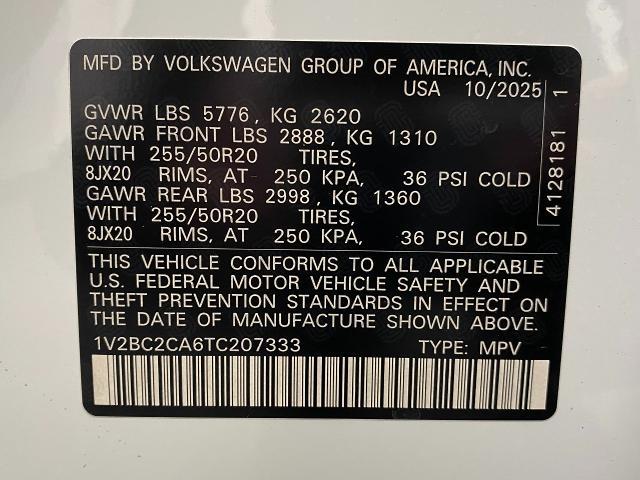 MFD BY VOLKSWAGEN GROUP OF AMERICA, INC.
USA 10/2025
GVWR LBS 5776 , KG 2620
GAWR FRONT LBS 2888 , KG 1310
WITH 255/50R20 TIRES,
8JX20 RIMS, AT 250 KPA, 36 PSI COLD
GAWR REAR LBS 2998 , KG 1360
WITH 255/50R20 TIRES,
8JX20 RIMS, AT 250 KPA, 36 PSI COLD
THIS VEHICLE CONFORMS TO ALL APPLICABLE
U.S. FEDERAL MOTOR VEHICLE SAFETY AND
THEFT PREVENTION STANDARDS IN EFFECT ON
THE DATE OF MANUFACTURE SHOWN ABOVE.
1V2BC2CA6TC207333 TYPE: MPV
4128181 1